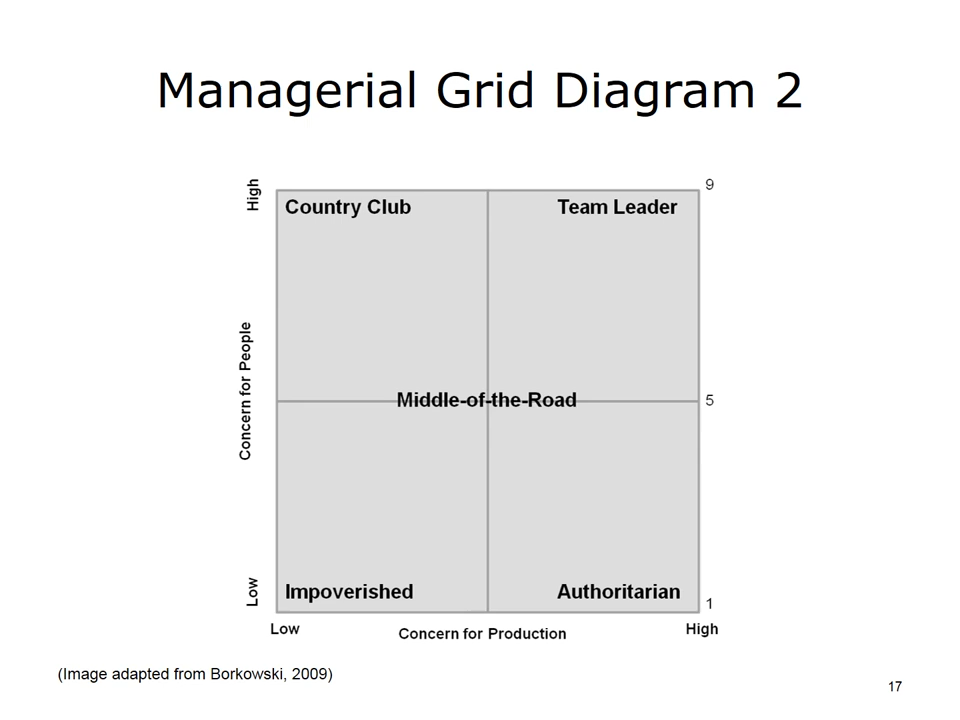 Managerial Grid Diagram 2
High
9
Country Club
Team Leader
Concern for People
Middle-of-the-Road
5
Low
Impoverished
Authoritarian
1
Low
Concern for Production
High
(Image adapted from Borkowski, 2009)
17